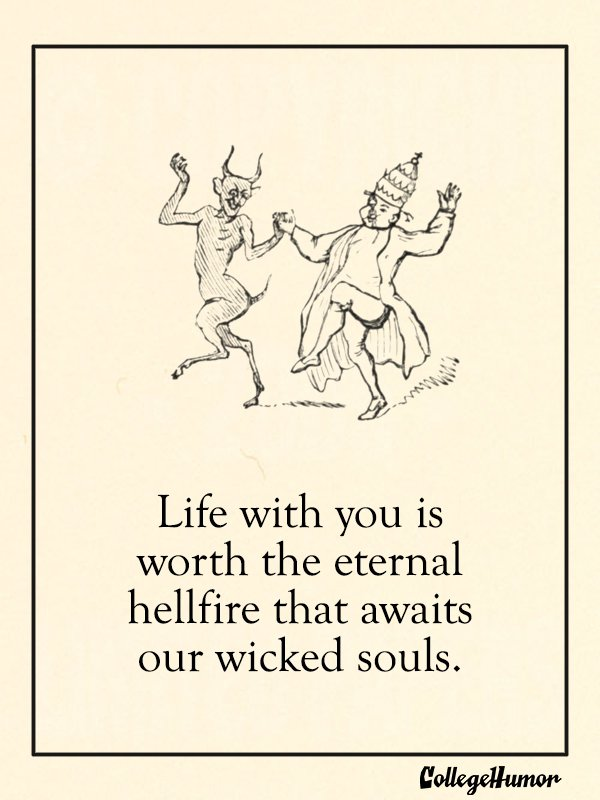 Life with you is
worth the eternal
hellfire that awaits
our wicked souls.
CollegeHumor